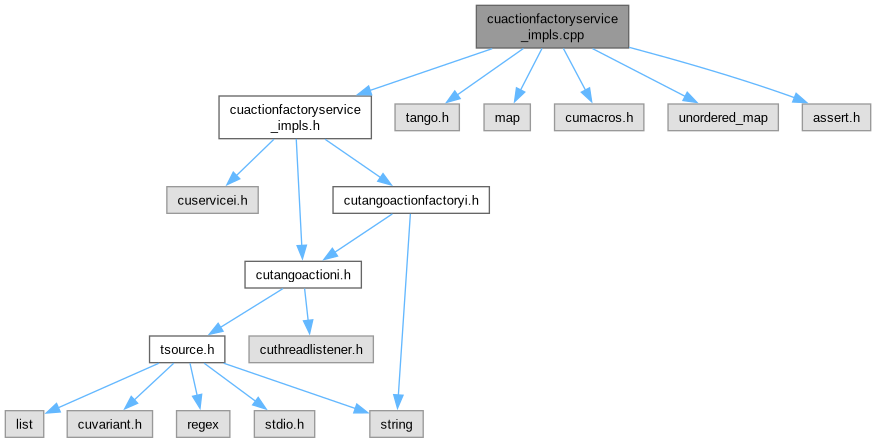 cuactionfactoryservice
_impls.cpp
cuactionfactoryservice
_impls.h
tango.h
map
cumacros.h
unordered_map
assert.h
cuservicei.h
cutangoactionfactoryi.h
cutangoactioni.h
tsource.h
cuthreadlistener.h
list
cuvariant.h
regex
stdio.h
string